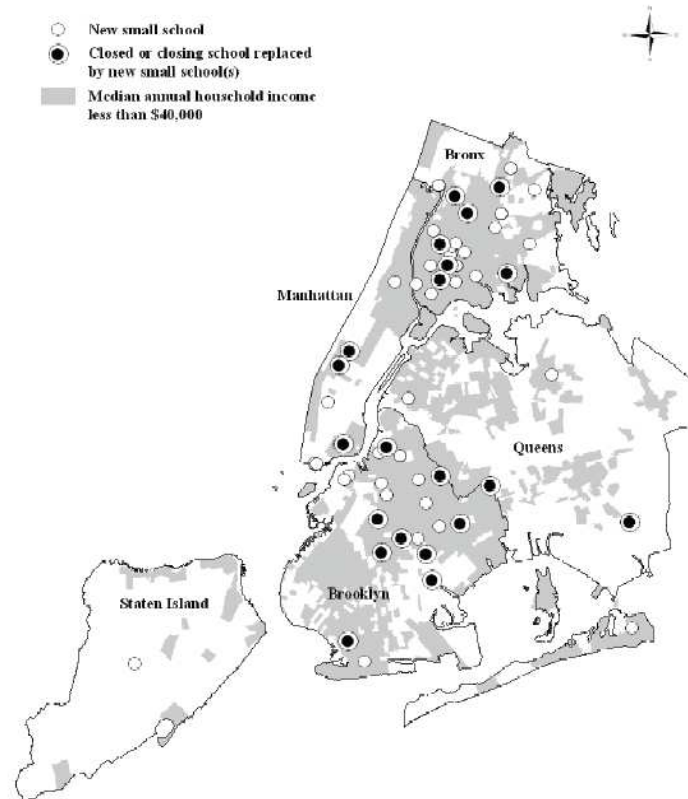 New small school
Closed or closing school replaced
by new small school(s)
Median annual household income
less than $40,000
Bronx
Manhattan
Queens
Brooklyn
Staten Island